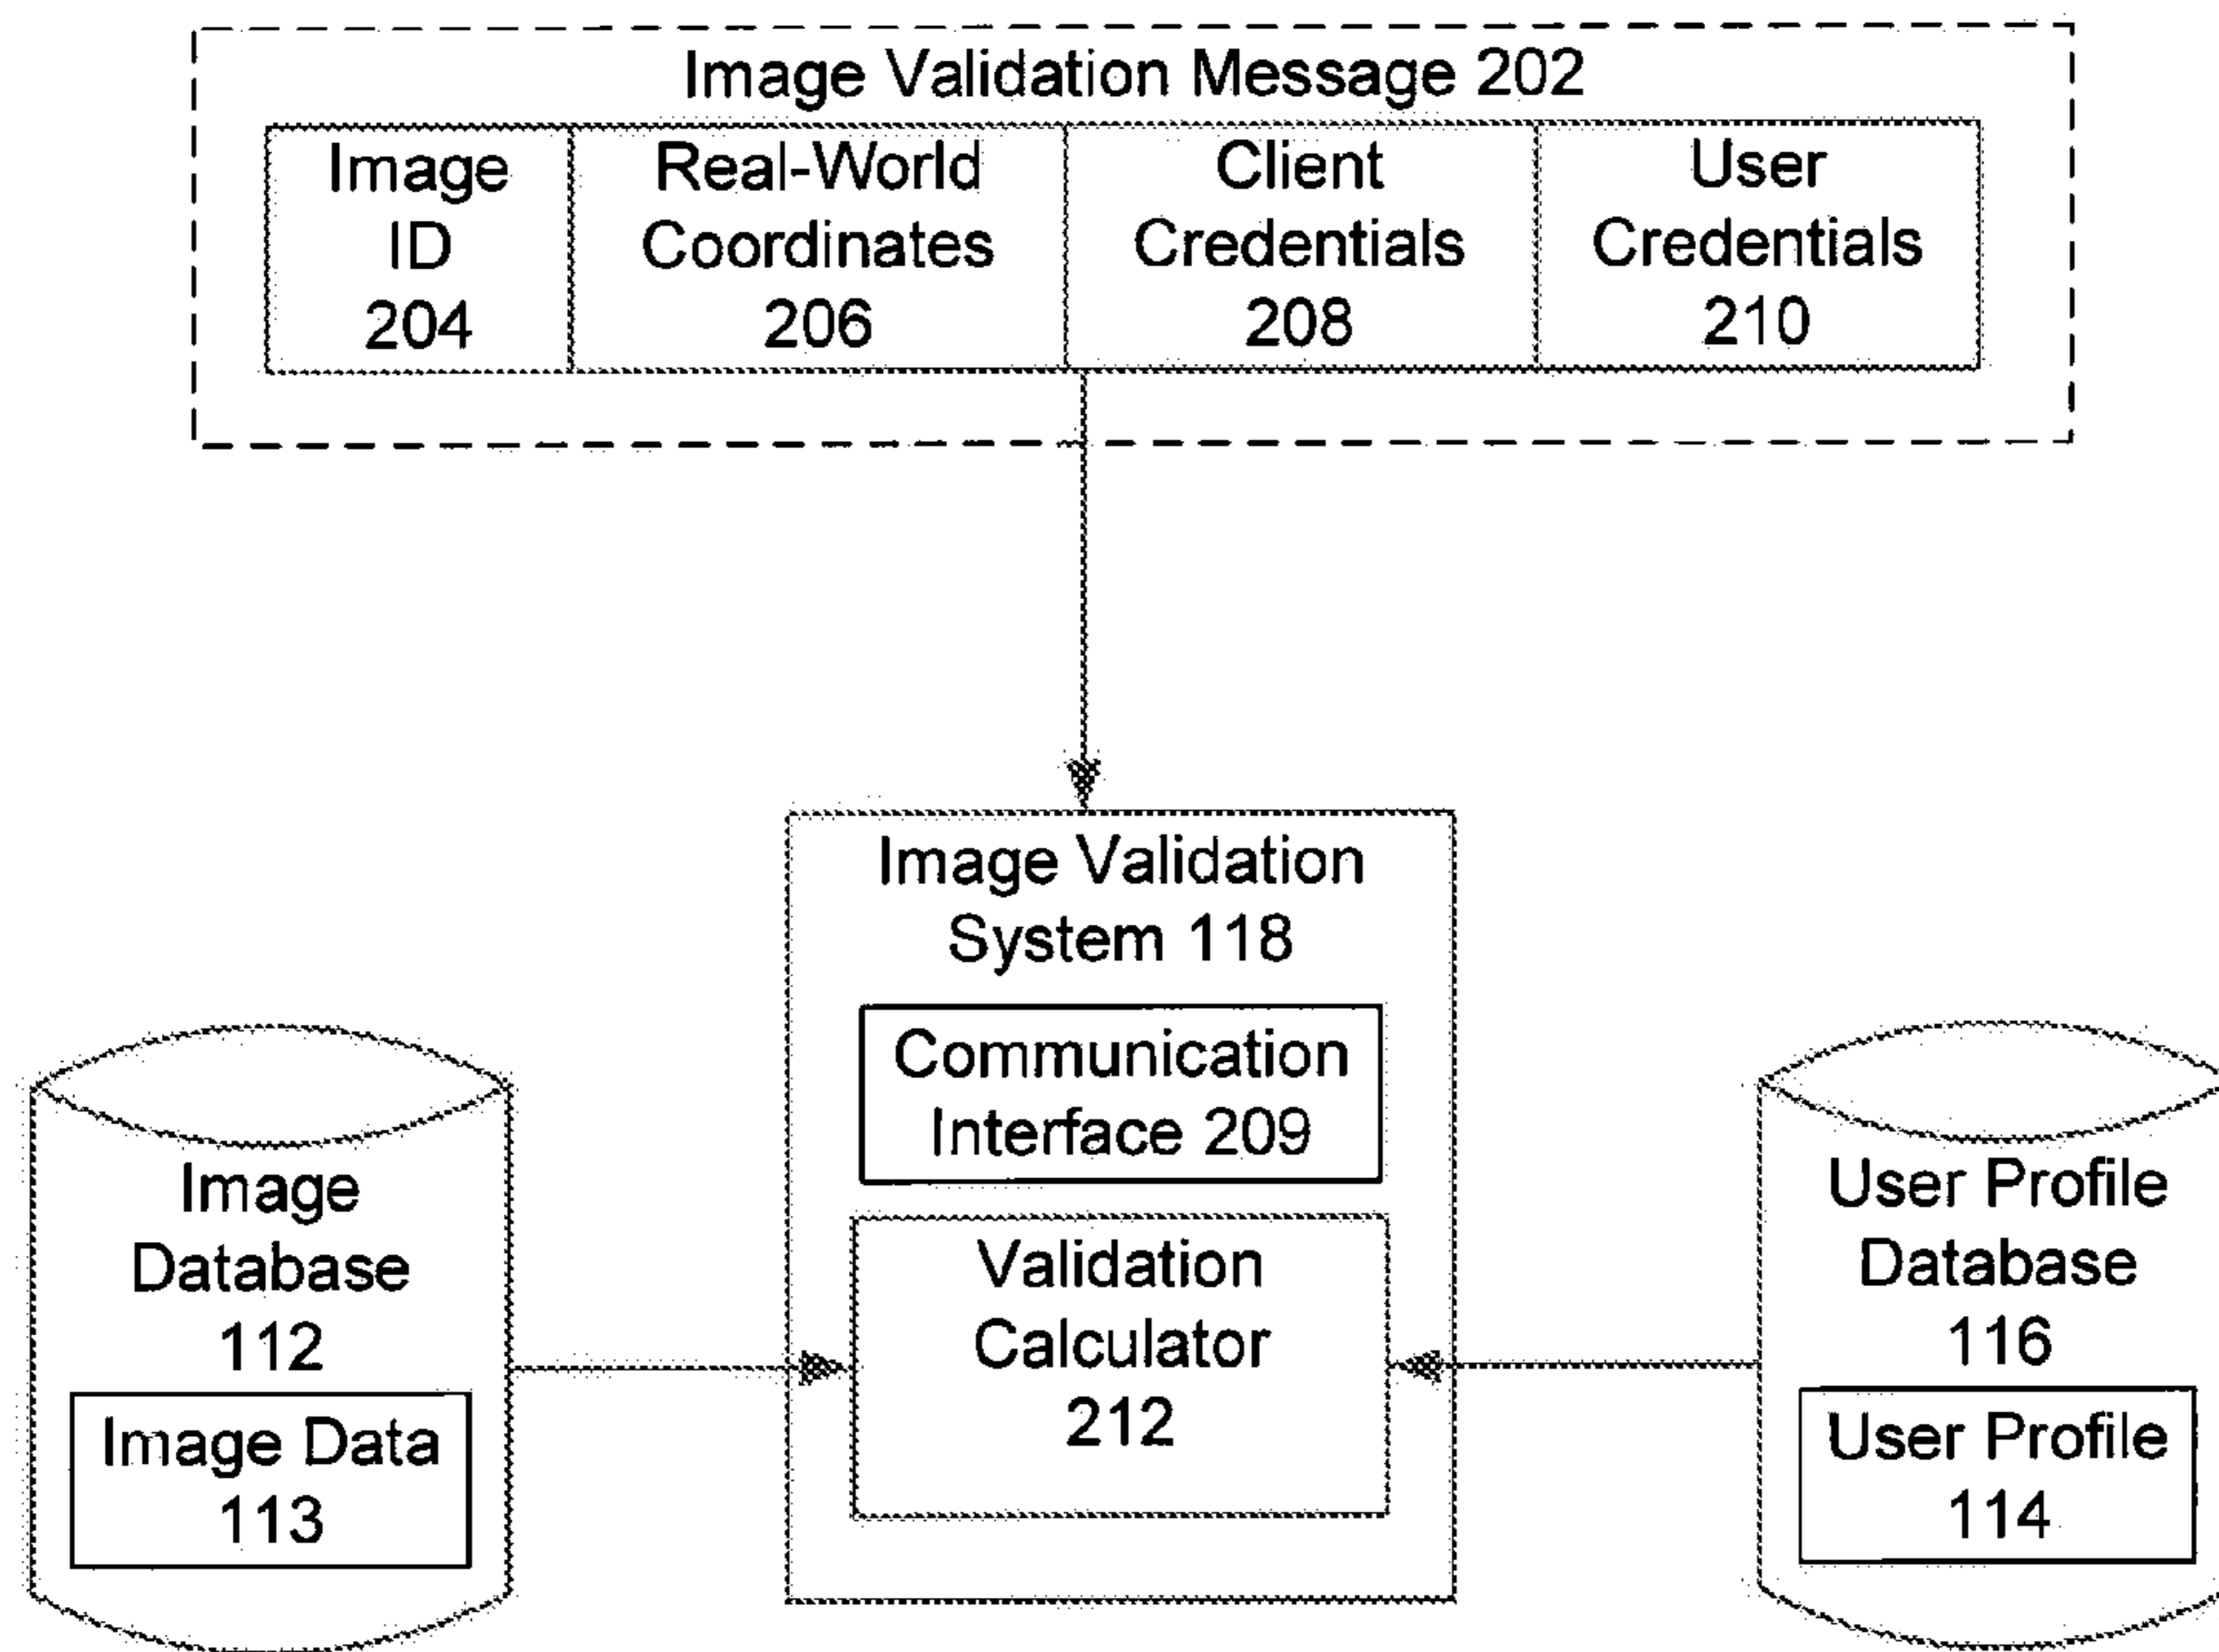 Image Validation Message 202
Image
ID
204
Real-World
Coordinates
206
Client
Credentials
208
User
Credentials
210
Image Validation
System 118
Communication
Interface 209
Validation
Calculator
212
Image
Database
112
Image Data
113
User Profile
Database
116
User Profile
114